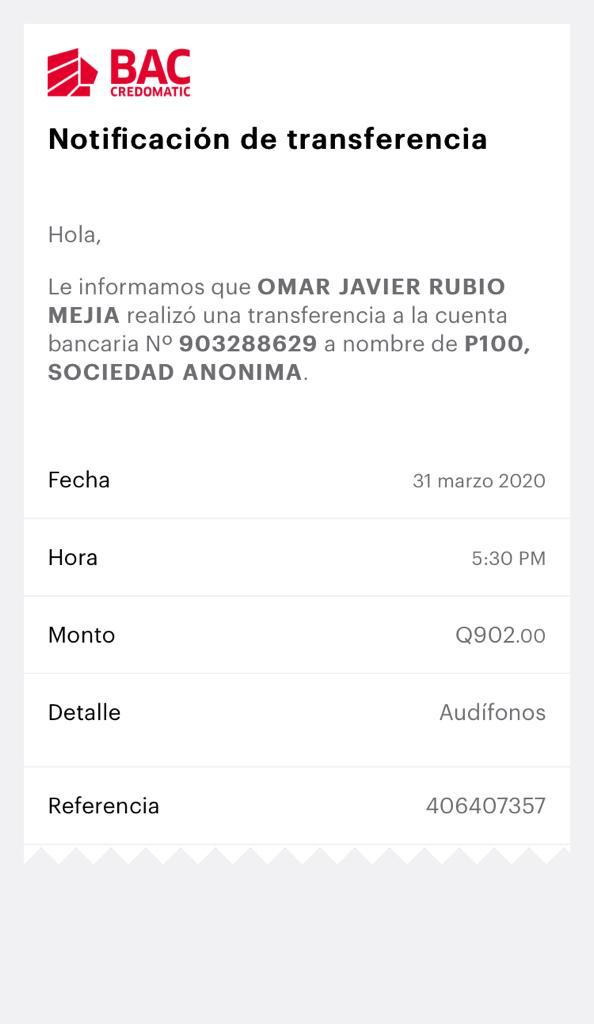 BAC
CREDOMATIC
Notificación de transferencia
Hola,
Le informamos que OMAR JAVIER RUBIO
MEJIA realizó una transferencia a la cuenta
bancaria Nº 903288629 a nombre de P100,
SOCIEDAD ANONIMA.
Fecha 31 marzo 2020
Hora 5:30 PM
Monto Q902.00
Detalle Audífonos
Referencia 406407357